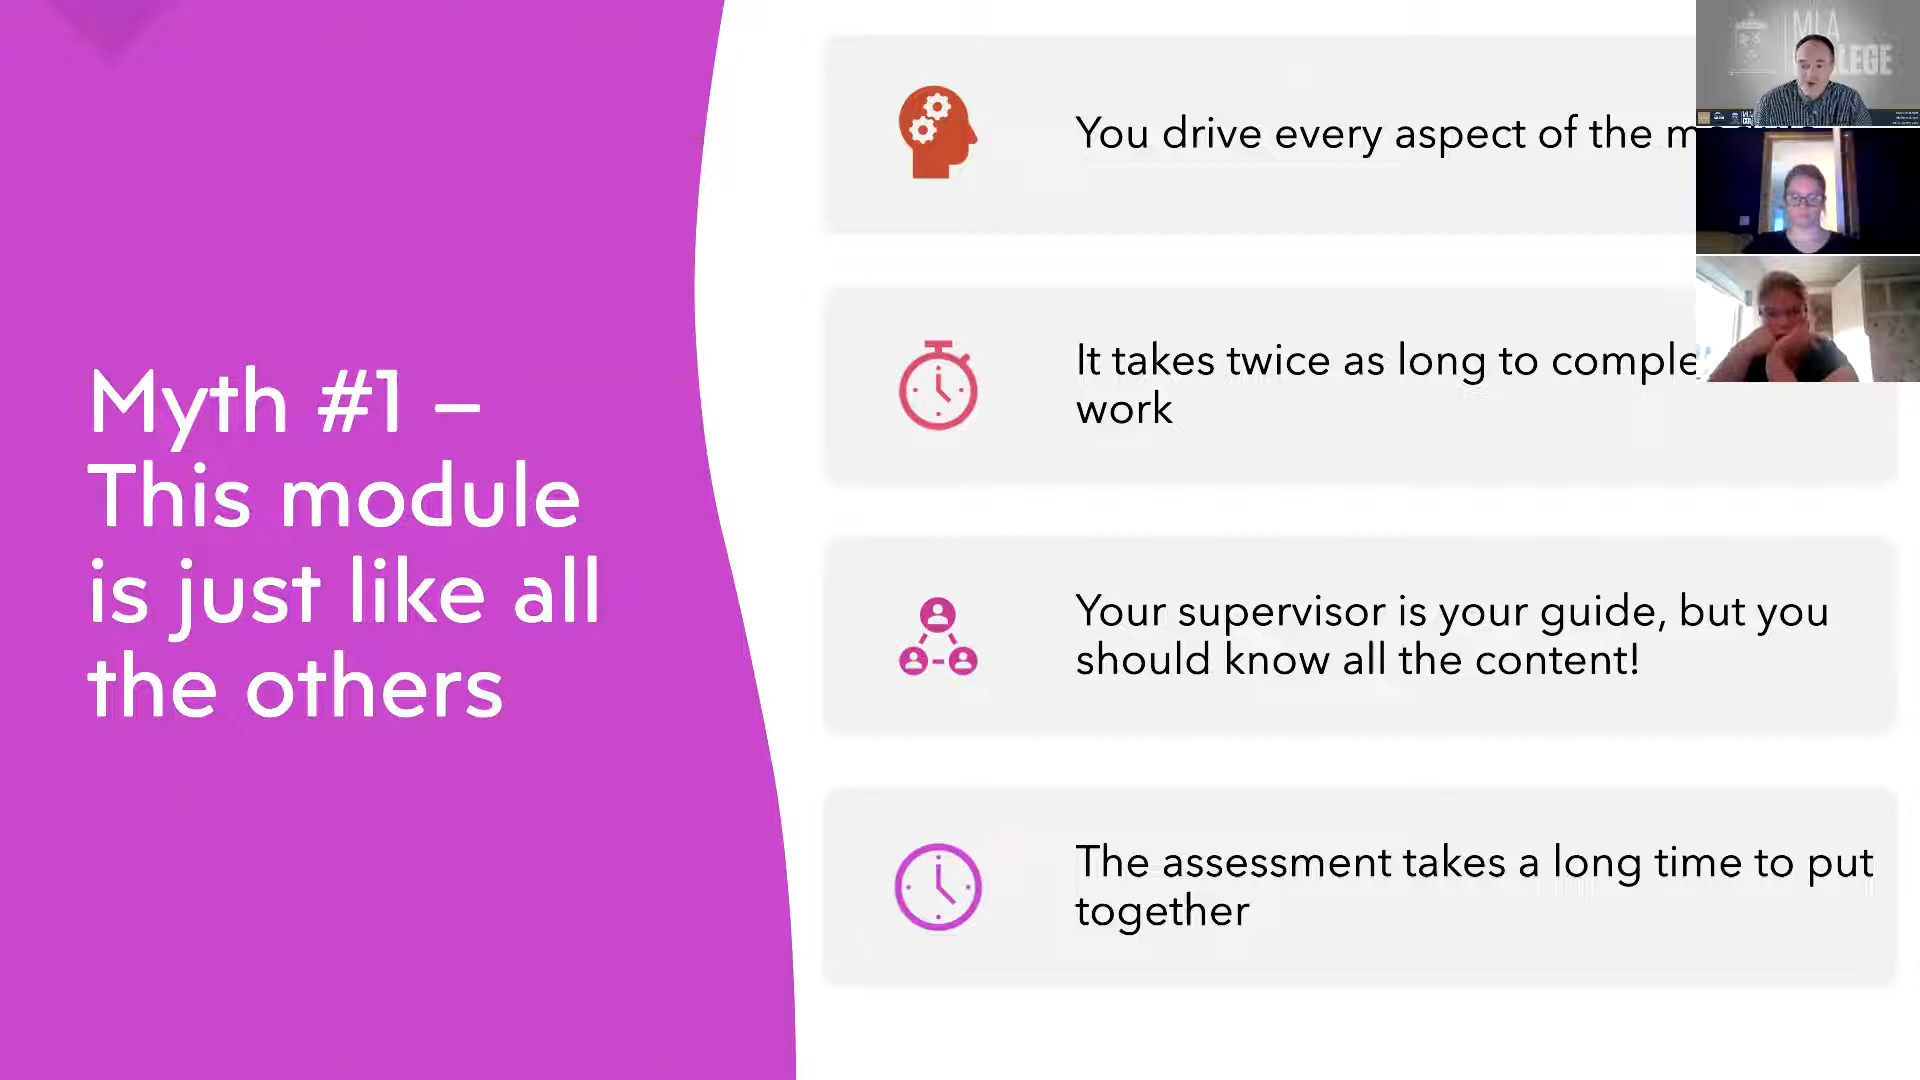 Myth #1 –
This module
is just like all
the others
You drive every aspect of the
It takes twice as long to
work
Your supervisor is your guide, but you
should know all the content!
The assessment takes a long time to put
together
MLA